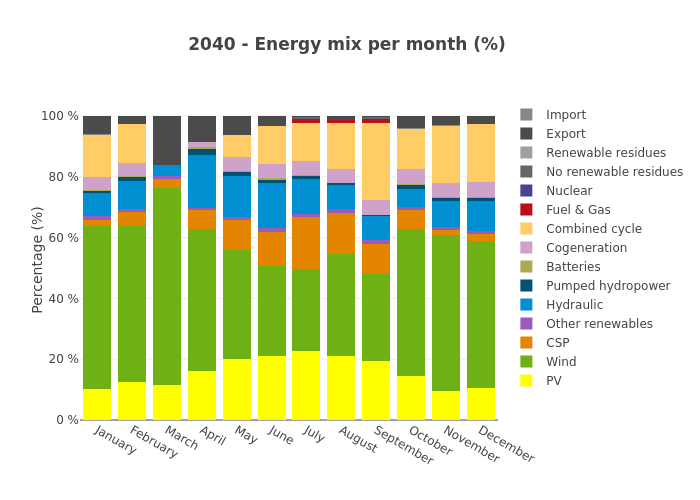 2040 - Energy mix per month (%)
Percentage (%)
100 %
80 %
60 %
40 %
20 %
0 %
January
February
March
April
May
June
July
August
September
October
November
December
Import
Export
Renewable residues
No renewable residues
Nuclear
Fuel & Gas
Combined cycle
Cogeneration
Batteries
Pumped hydropower
Hydraulic
Other renewables
CSP
Wind
PV